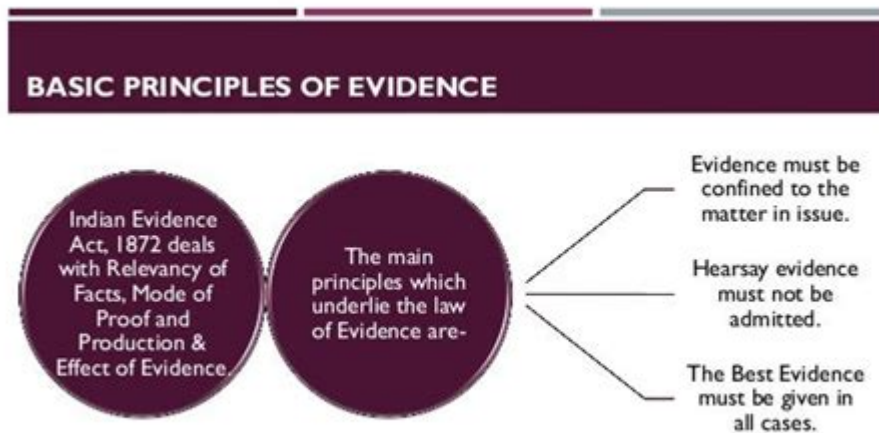 BASIC PRINCIPLES OF EVIDENCE
Indian Evidence
Act, 1872 deals
with Relevancy of
Facts, Mode of
Proof and
Production &
Effect of Evidence.
The main
principles which
underlie the law
of Evidence are-
Evidence must be
confined to the
matter in issue.
Hearsay evidence
must not be
admitted.
The Best Evidence
must be given in
all cases.